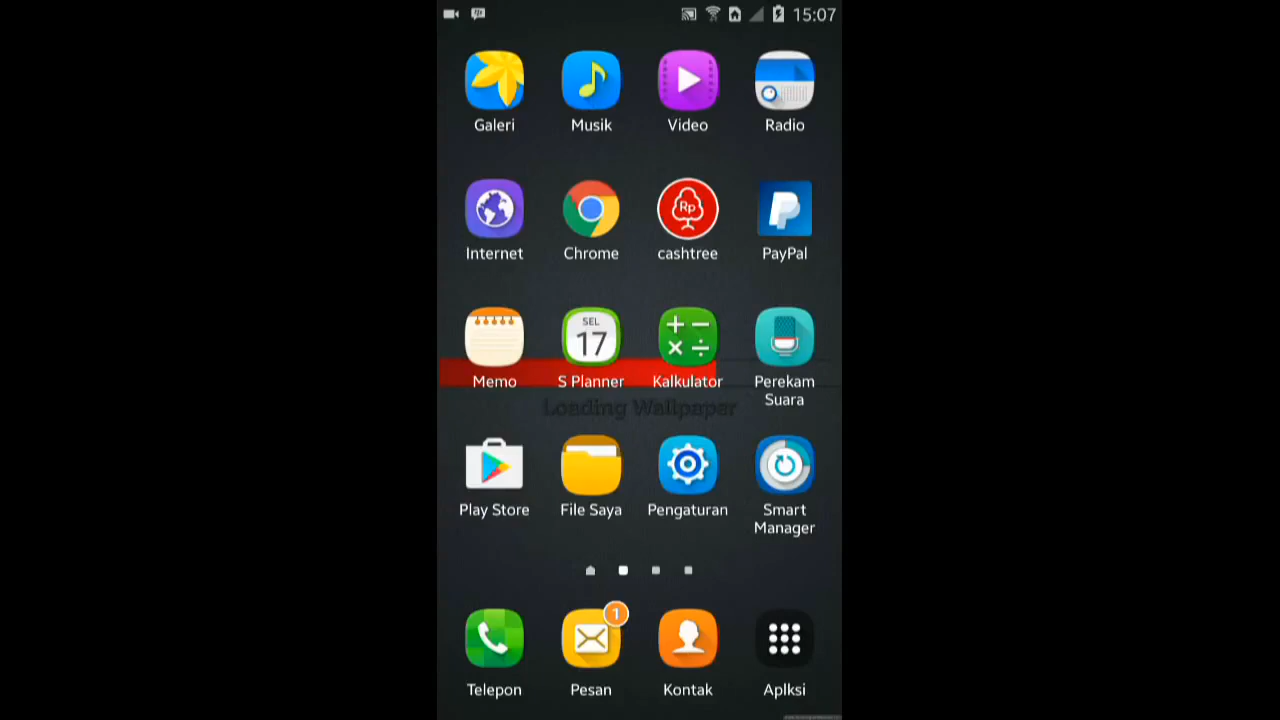 15:07
Galeri
Musik
Video
Radio
Rp
Internet
Chrome
cashtree
PayPal
SEL
17
Memo
S Planner
Kalkulator
Perekam
Suara
Loading Wallpaper
Play Store
File Saya
Pengaturan
Smart
Manager
1
Telepon
Pesan
Kontak
Aplksi